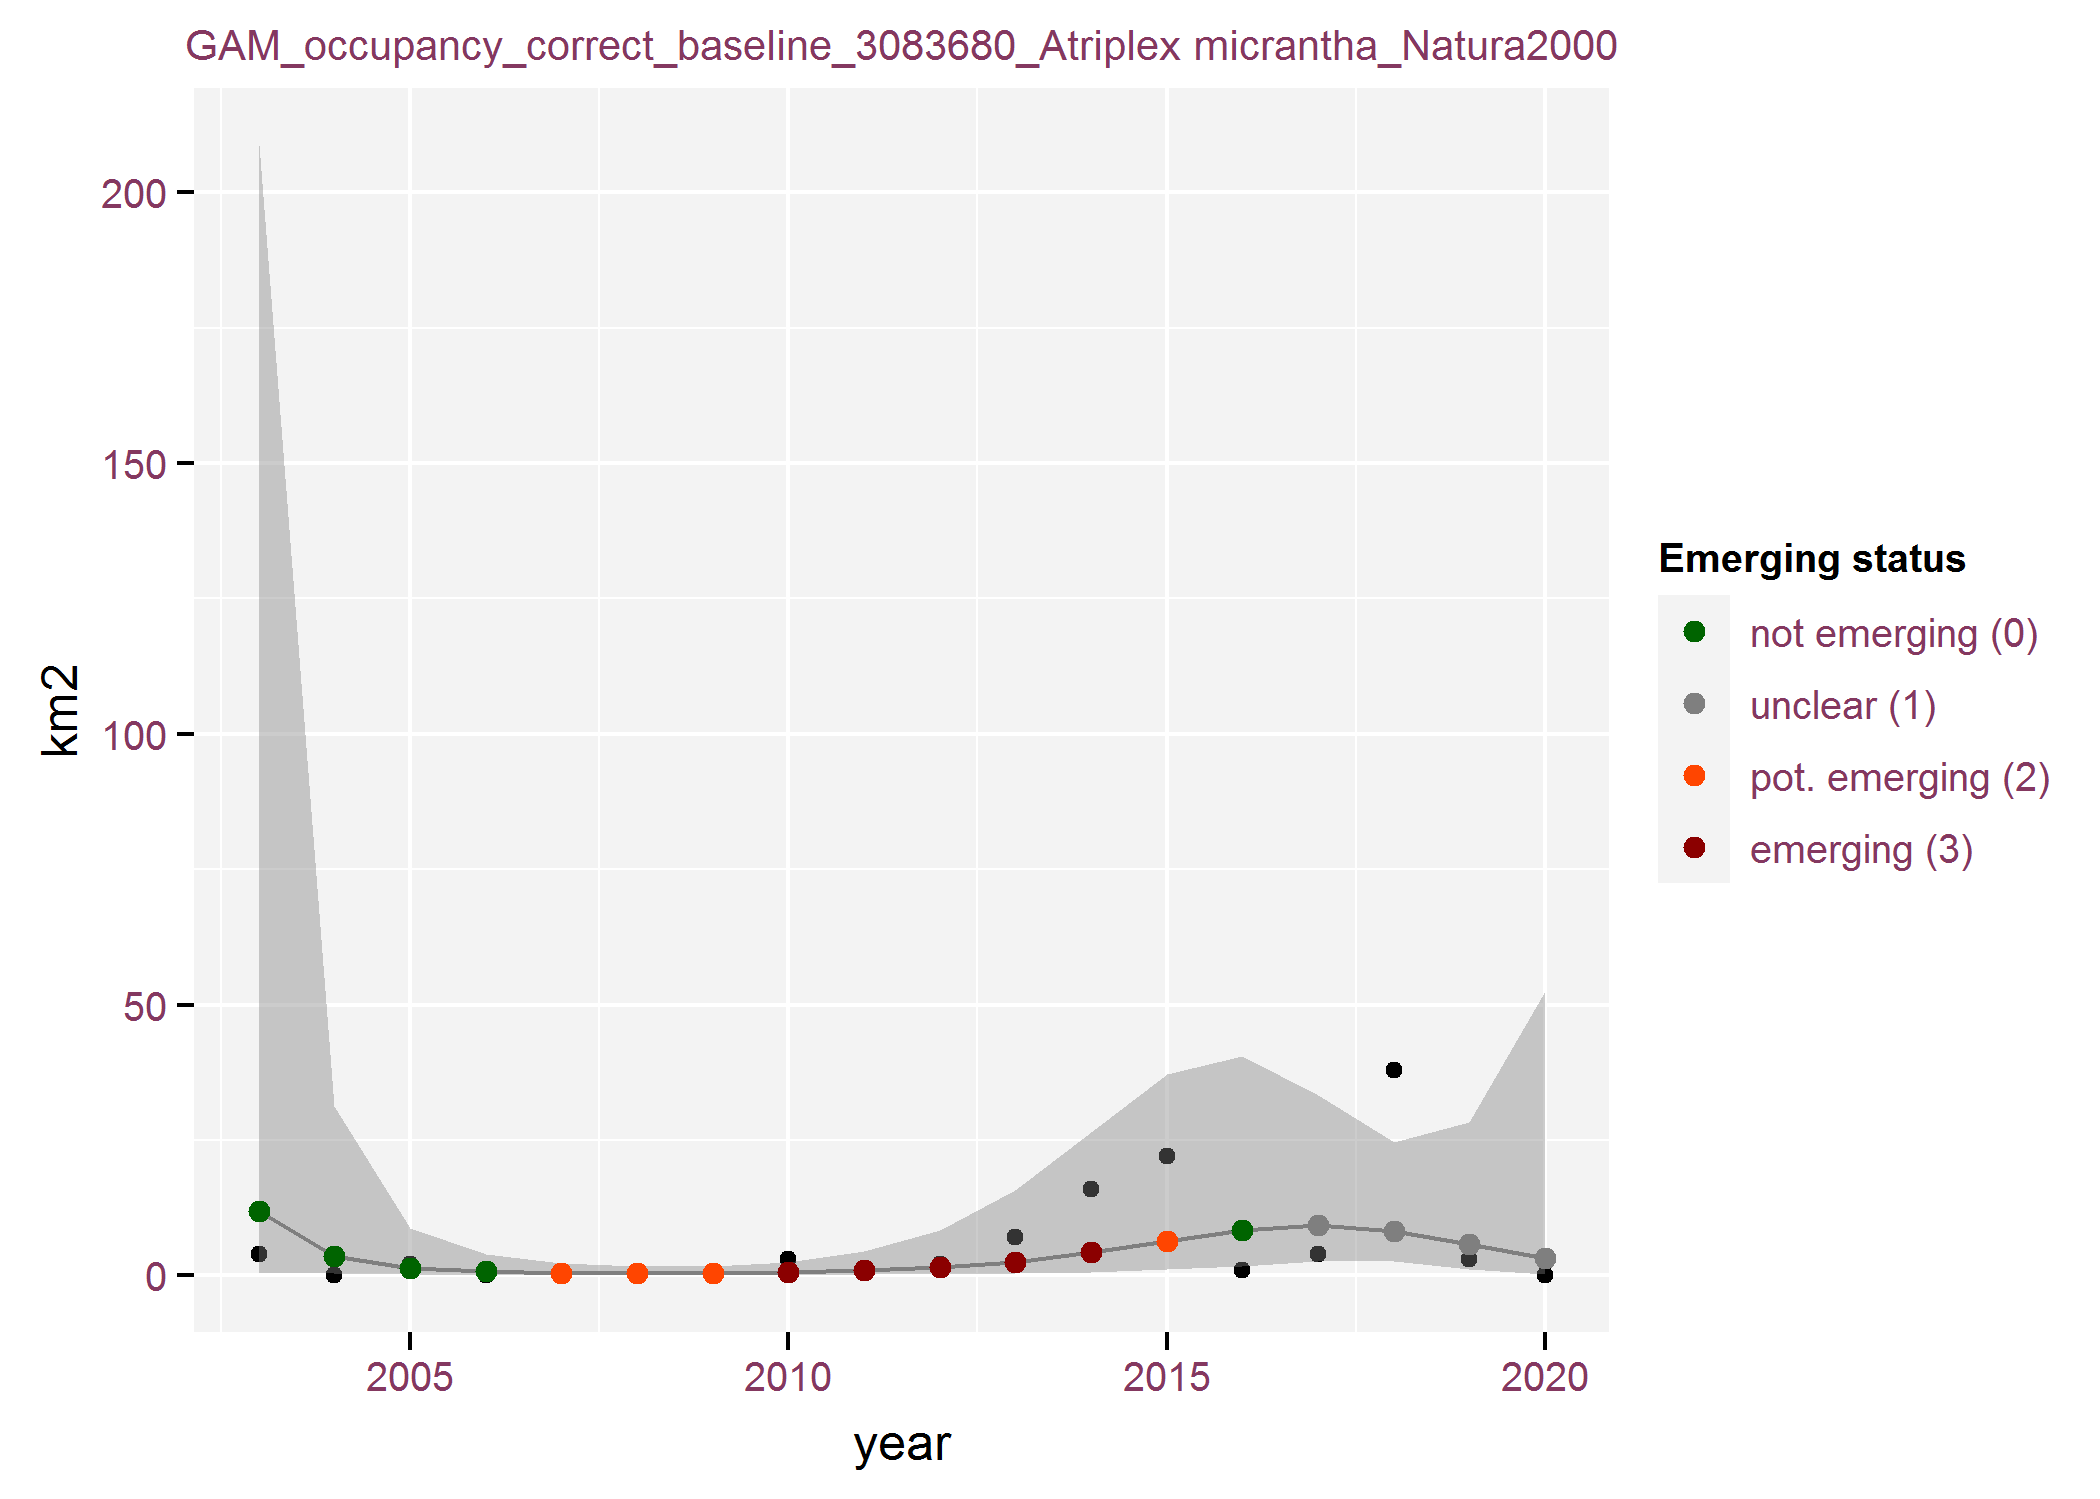 GAM_occupancy_correct_baseline_3083680_Atriplex micrantha_Natura2000
200
150
100
50
0
km2
2005
2010
2015
2020
year
Emerging status
not emerging (0)
unclear (1)
pot. emerging (2)
emerging (3)